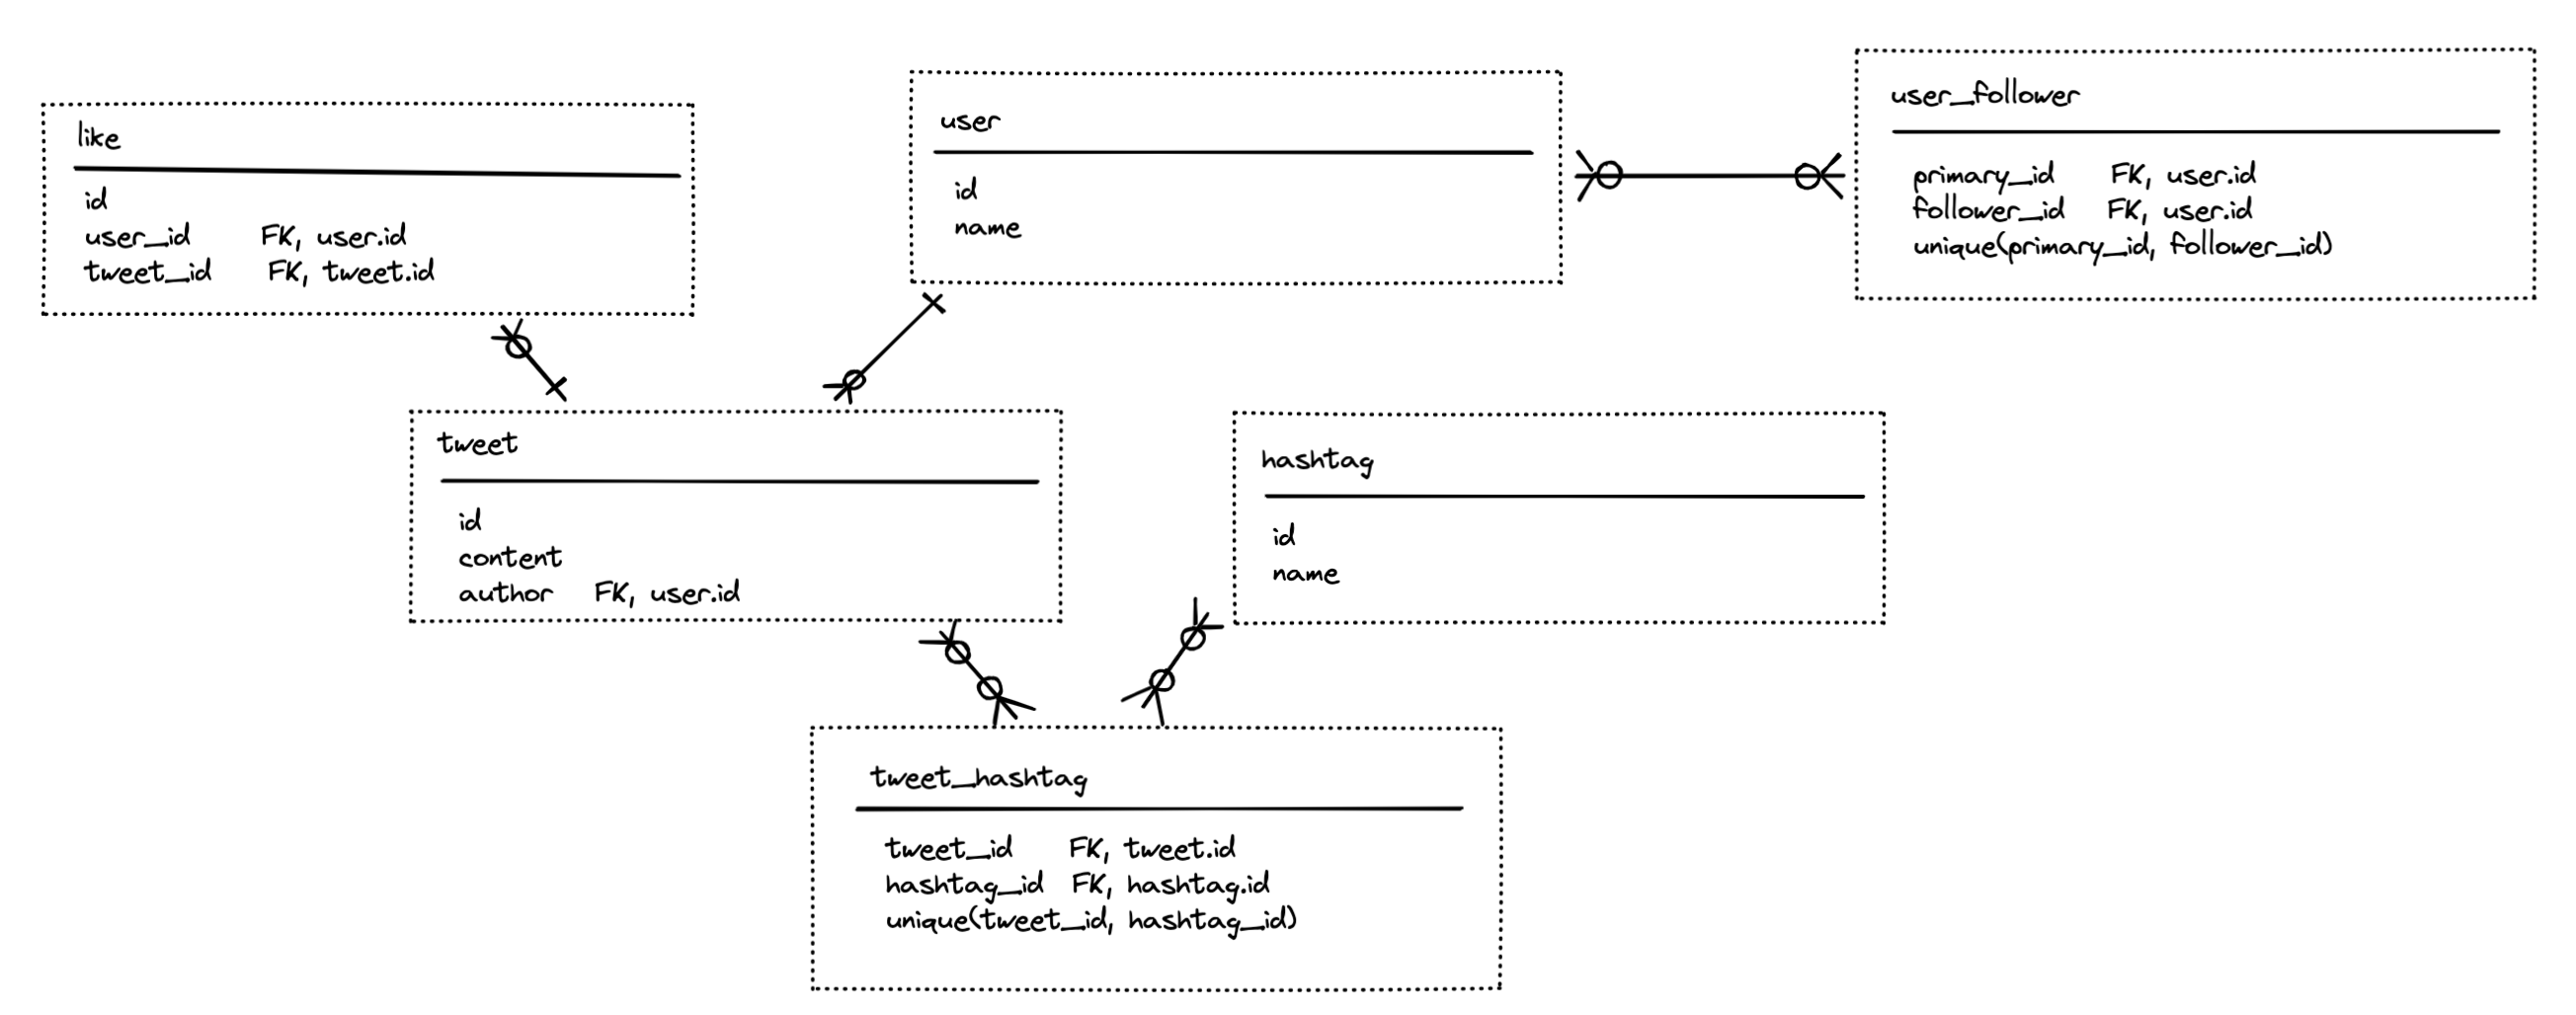 like
id
user_id FK, user.id
tweet_id FK, tweet.id
user
id
name
user_follower
primary_id FK, user.id
follower_id FK, user.id
unique(primary_id, follower_id)
tweet
id
content
author FK, user.id
hashtag
id
name
tweet_hashtag
tweet_id FK, tweet.id
hashtag_id FK, hashtag.id
unique(tweet_id, hashtag_id)